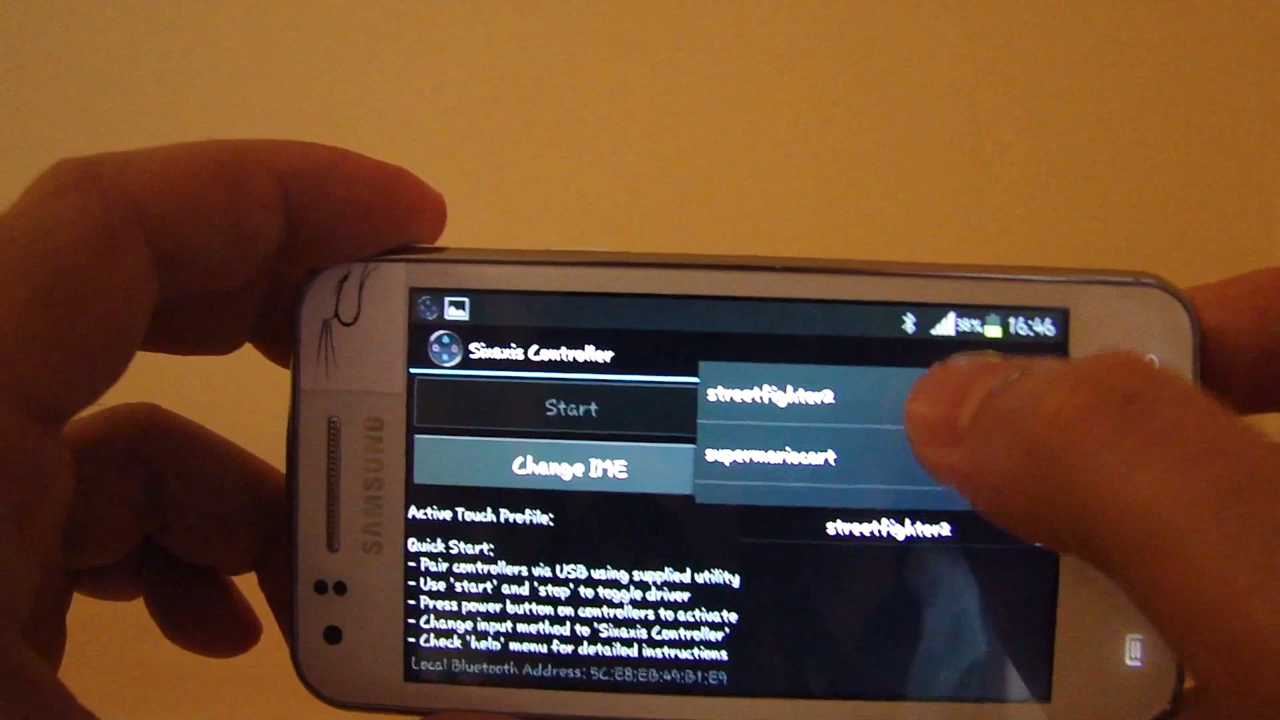 38% 16:46
Sixaxis Controller
Start
streetfighter2
Change IME
supermariocart
Active Touch Profile:
streetfighter2
Quick Start:
- Pair controllers via USB using supplied utility
- Use 'start' and 'stop' to toggle driver
- Press power button on controllers to activate
- Change input method to 'Sixaxis Controller'
- Check 'help' menu for detailed instructions
Local Bluetooth Address: 5C:E8:EB:49:B1:E9
SAMSUNG